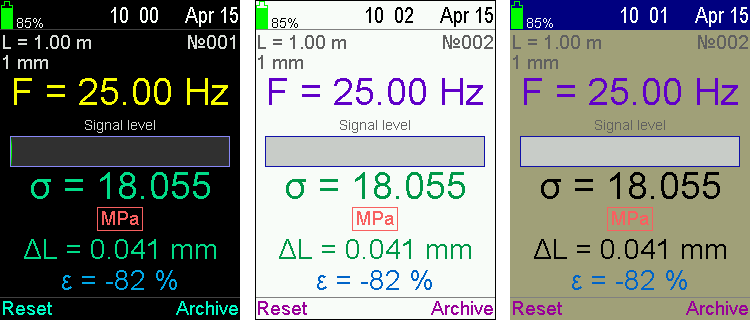 85% 10 00 Apr 15
L = 1.00 m №001
1 mm
F = 25.00 Hz
Signal level
σ = 18.055
MPa
ΔL = 0.041 mm
ε = -82 %
Reset Archive
85% 10 02 Apr 15
L = 1.00 m №002
1 mm
F = 25.00 Hz
Signal level
σ = 18.055
MPa
ΔL = 0.041 mm
ε = -82 %
Reset Archive
85% 10 01 Apr 15
L = 1.00 m №002
1 mm
F = 25.00 Hz
Signal level
σ = 18.055
MPa
ΔL = 0.041 mm
ε = -82 %
Reset Archive